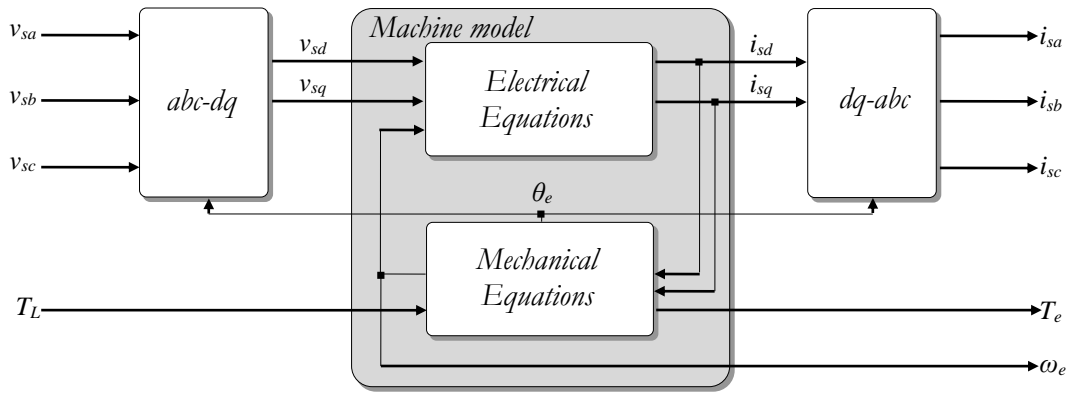 Machine model
v_sa
v_sb
v_sc
abc-dq
v_sd
v_sq
Electrical
Equations
i_sd
i_sq
dq-abc
i_sa
i_sb
i_sc
θ_e
Mechanical
Equations
T_L
T_e
ω_e